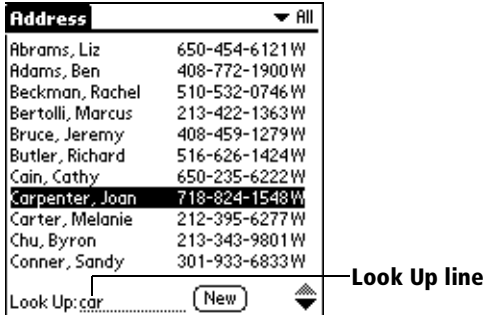 Address All
Abrams, Liz 650-454-6121W
Adams, Ben 408-772-1900W
Beckman, Rachel 510-532-0746W
Bertolli, Marcus 213-422-1363W
Bruce, Jeremy 408-459-1279W
Butler, Richard 516-626-1424W
Cain, Cathy 650-235-6222W
Carpenter, Joan 718-824-1548W
Carter, Melanie 212-395-6277W
Chu, Byron 213-343-9801W
Conner, Sandy 301-933-6833W
Look Up line
Look Up: car New